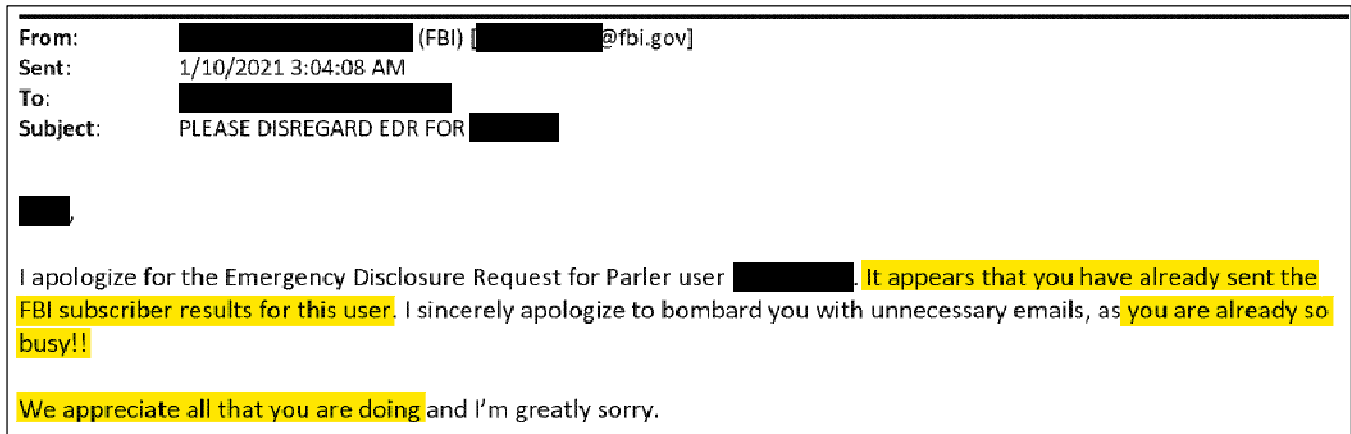 From: (FBI) [ @fbi.gov]
Sent: 1/10/2021 3:04:08 AM
To:
Subject: PLEASE DISREGARD EDR FOR
,
I apologize for the Emergency Disclosure Request for Parler user . It appears that you have already sent the
FBI subscriber results for this user. I sincerely apologize to bombard you with unnecessary emails, as you are already so
busy!!
We appreciate all that you are doing and I'm greatly sorry.